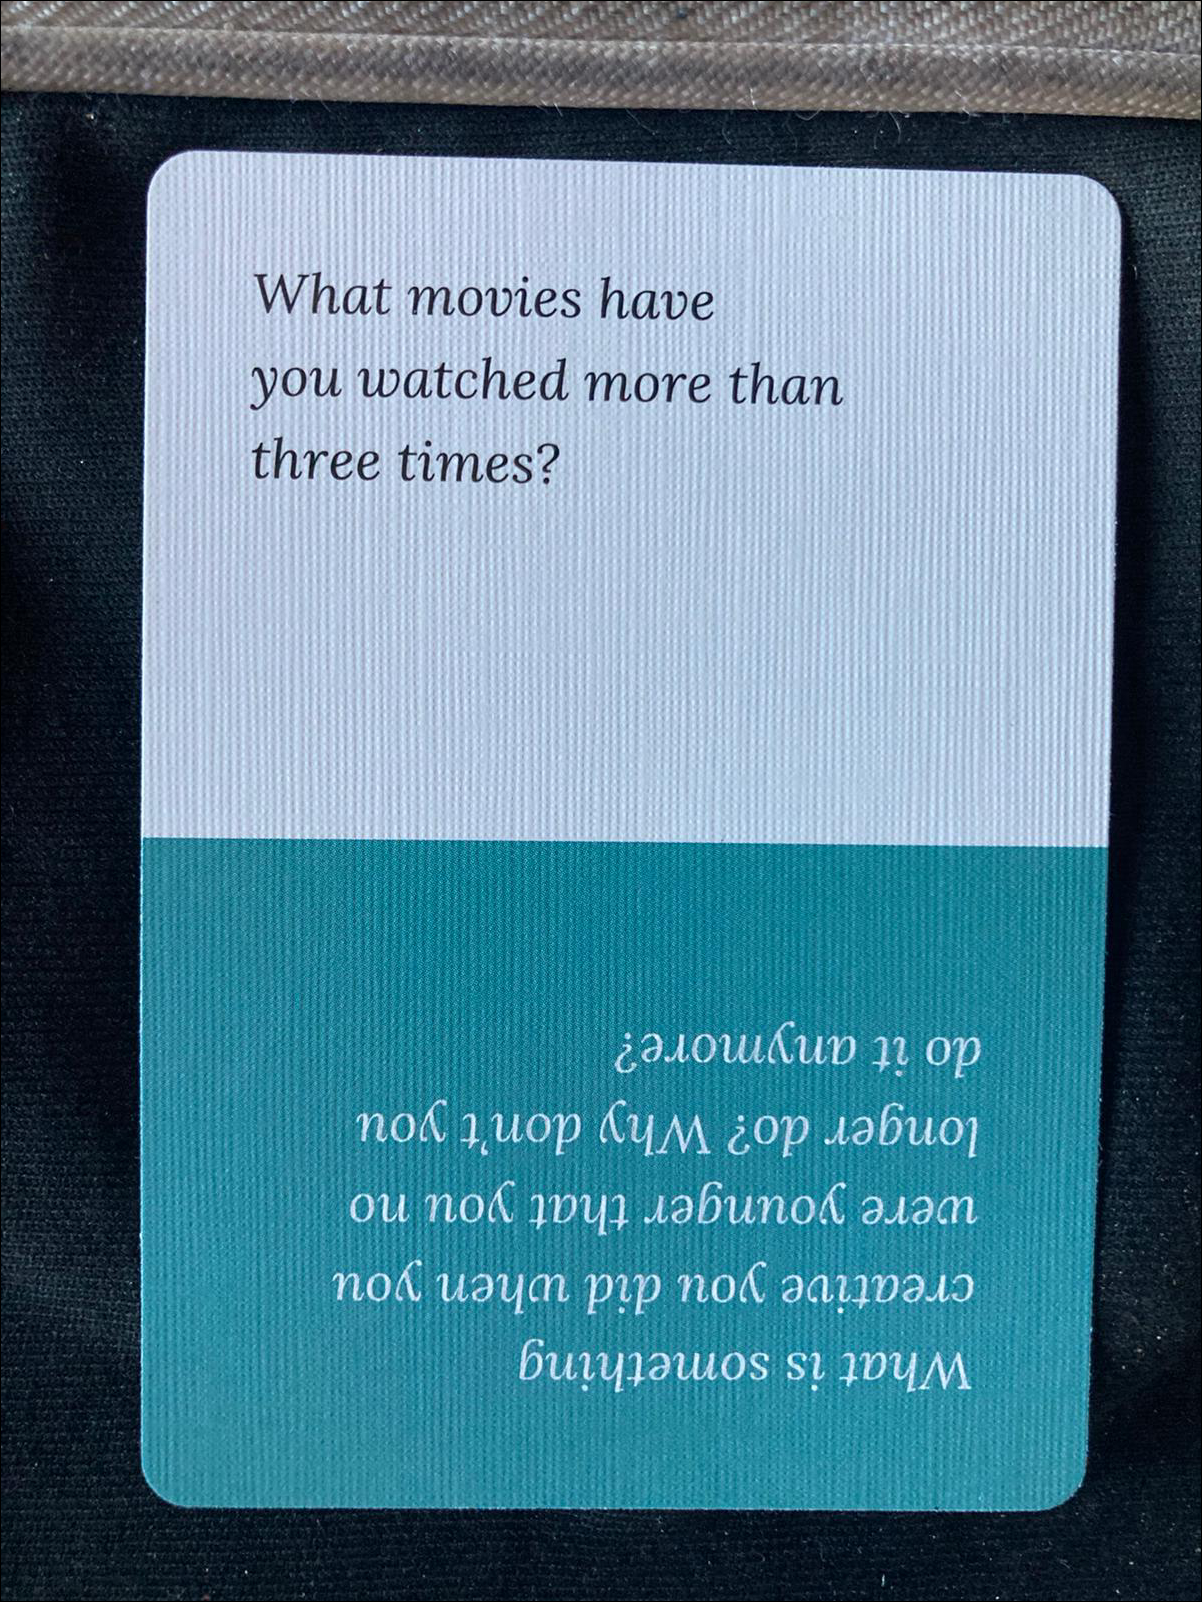 What movies have
you watched more than
three times?
What is something
creative you did when you
were younger that you no
longer do? Why don't you
do it anymore?